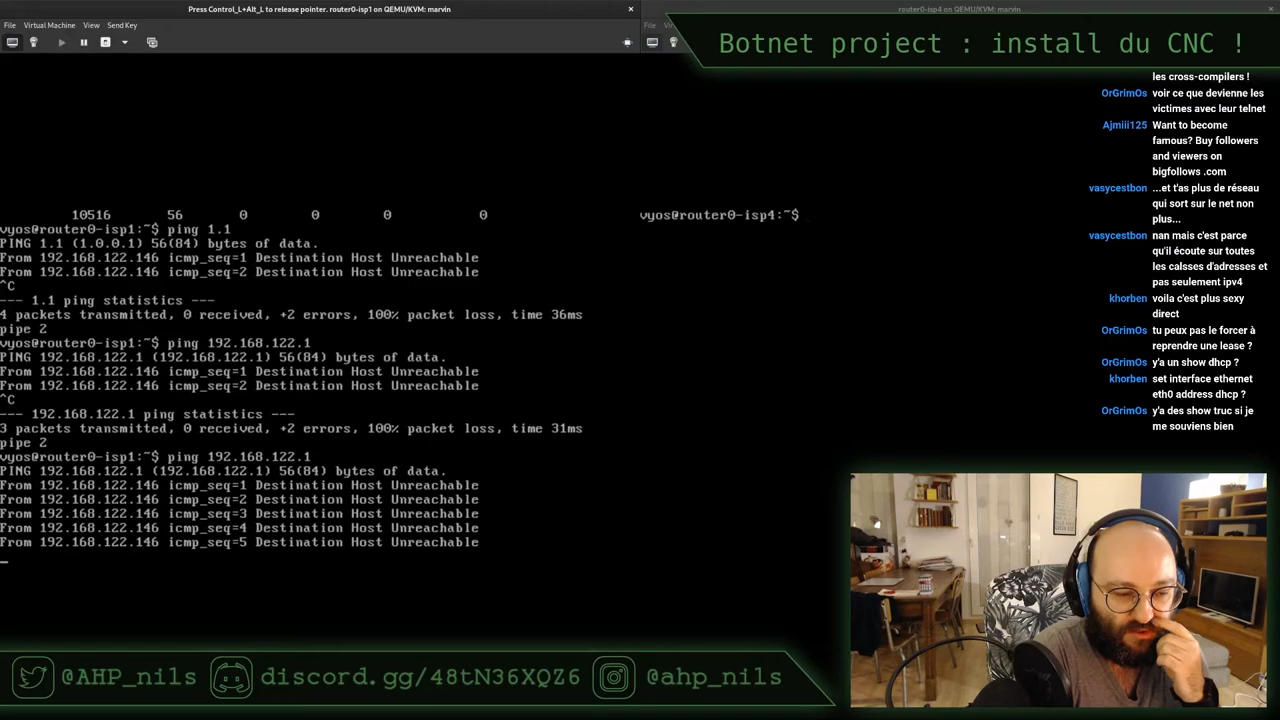 Press Control_L+Alt_L to release pointer. router0-isp1 on QEMU/KVM: marvin
router0-isp4 on QEMU/KVM: marvin
File Virtual Machine View Send Key
File
Botnet project : install du CNC !
10516 56 0 0 0 0
vyos@router0-isp1:~$ ping 1.1
PING 1.1 (1.0.0.1) 56(84) bytes of data.
From 192.168.122.146 icmp_seq=1 Destination Host Unreachable
From 192.168.122.146 icmp_seq=2 Destination Host Unreachable
^C
--- 1.1 ping statistics ---
4 packets transmitted, 0 received, +2 errors, 100% packet loss, time 36ms
pipe 2
vyos@router0-isp1:~$ ping 192.168.122.1
PING 192.168.122.1 (192.168.122.1) 56(84) bytes of data.
From 192.168.122.146 icmp_seq=1 Destination Host Unreachable
From 192.168.122.146 icmp_seq=2 Destination Host Unreachable
^C
--- 192.168.122.1 ping statistics ---
3 packets transmitted, 0 received, +2 errors, 100% packet loss, time 31ms
pipe 2
vyos@router0-isp1:~$ ping 192.168.122.1
PING 192.168.122.1 (192.168.122.1) 56(84) bytes of data.
From 192.168.122.146 icmp_seq=1 Destination Host Unreachable
From 192.168.122.146 icmp_seq=2 Destination Host Unreachable
From 192.168.122.146 icmp_seq=3 Destination Host Unreachable
From 192.168.122.146 icmp_seq=4 Destination Host Unreachable
From 192.168.122.146 icmp_seq=5 Destination Host Unreachable
vyos@router0-isp4:~$
les cross-compilers !
OrGrimOs voir ce que devienne les
victimes avec leur telnet
Ajmiii125 Want to become
famous? Buy followers
and viewers on
bigfollows .com
vasycestbon ...et t'as plus de réseau
qui sort sur le net non
plus...
vasycestbon nan mais c'est parce
qu'il écoute sur toutes
les calsses d'adresses et
pas seulement ipv4
khorben voila c'est plus sexy
direct
OrGrimOs tu peux pas le forcer à
reprendre une lease ?
OrGrimOs y'a un show dhcp ?
khorben set interface ethernet
eth0 address dhcp ?
OrGrimOs y'a des show truc si je
me souviens bien
@AHP_nils discord.gg/48tN36XQZ6 @ahp_nils